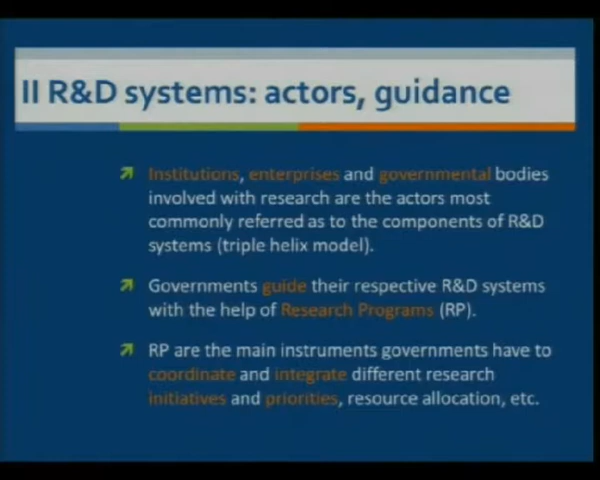 II R&D systems: actors, guidance
Institutions, enterprises and governmental bodies
involved with research are the actors most
commonly referred as to the components of R&D
systems (triple helix model).
Governments guide their respective R&D systems
with the help of Research Programs (RP).
RP are the main instruments governments have to
coordinate and integrate different research
initiatives and priorities, resource allocation, etc.